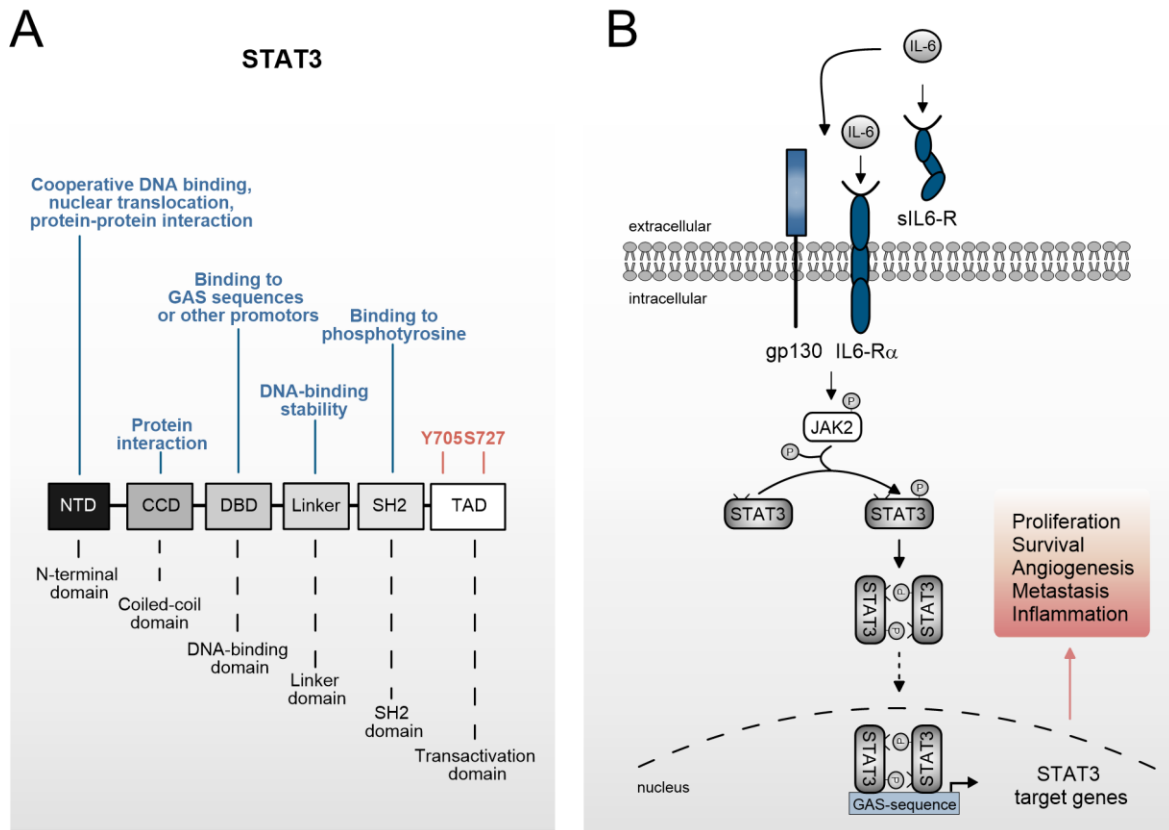 A
STAT3
Cooperative DNA binding,
nuclear translocation,
protein-protein interaction
Binding to
GAS sequences
or other promotors
Binding to
phosphotyrosine
DNA-binding
stability
Protein
interaction
Y705S727
NTD CCD DBD Linker SH2 TAD
N-terminal
domain
Coiled-coil
domain
DNA-binding
domain
Linker
domain
SH2
domain
Transactivation
domain
B
IL-6
IL-6
sIL6-R
extracellular
intracellular
gp130 IL6-Rα
P
JAK2
P
P
STAT3 STAT3
Proliferation
Survival
Angiogenesis
Metastasis
Inflammation
STAT3 P STAT3
P
nucleus
STAT3 P STAT3
P
GAS-sequence
STAT3
target genes